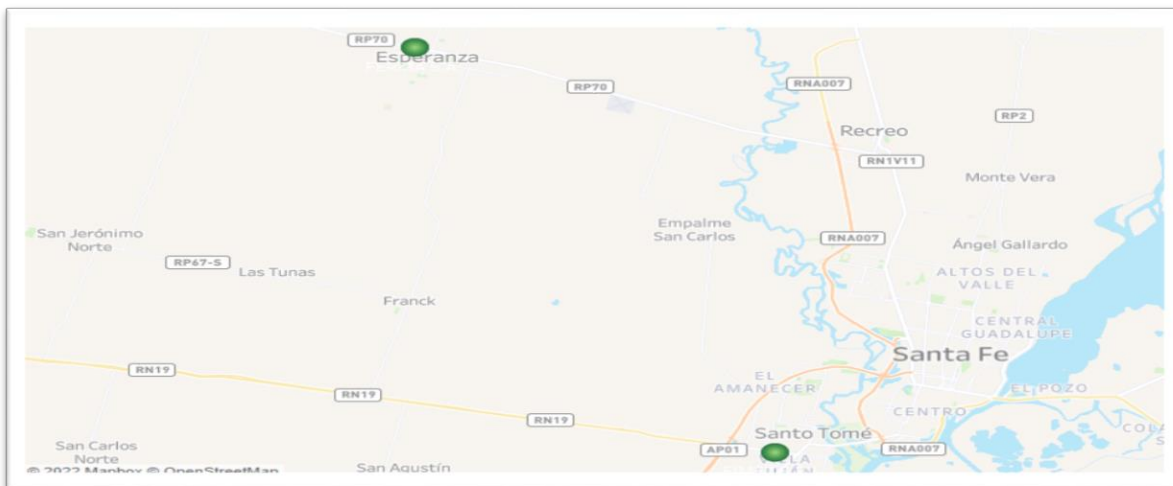 RP70
Esperanza
RP70
RNA007
RP2
Recreo
RN1V11
Monte Vera
Empalme
San Carlos
San Jerónimo
Norte
RNA007
Ángel Gallardo
RP67-S
Las Tunas
ALTOS DEL
VALLE
Franck
CENTRAL
GUADALUPE
Santa Fe
RN19
EL
AMANECER
EL POZO
RN19
CENTRO
RN19
Santo Tomé
San Carlos
Norte
AP01
RNA007
VILLA
San Agustín
© 2022 Mapbox © OpenStreetMap